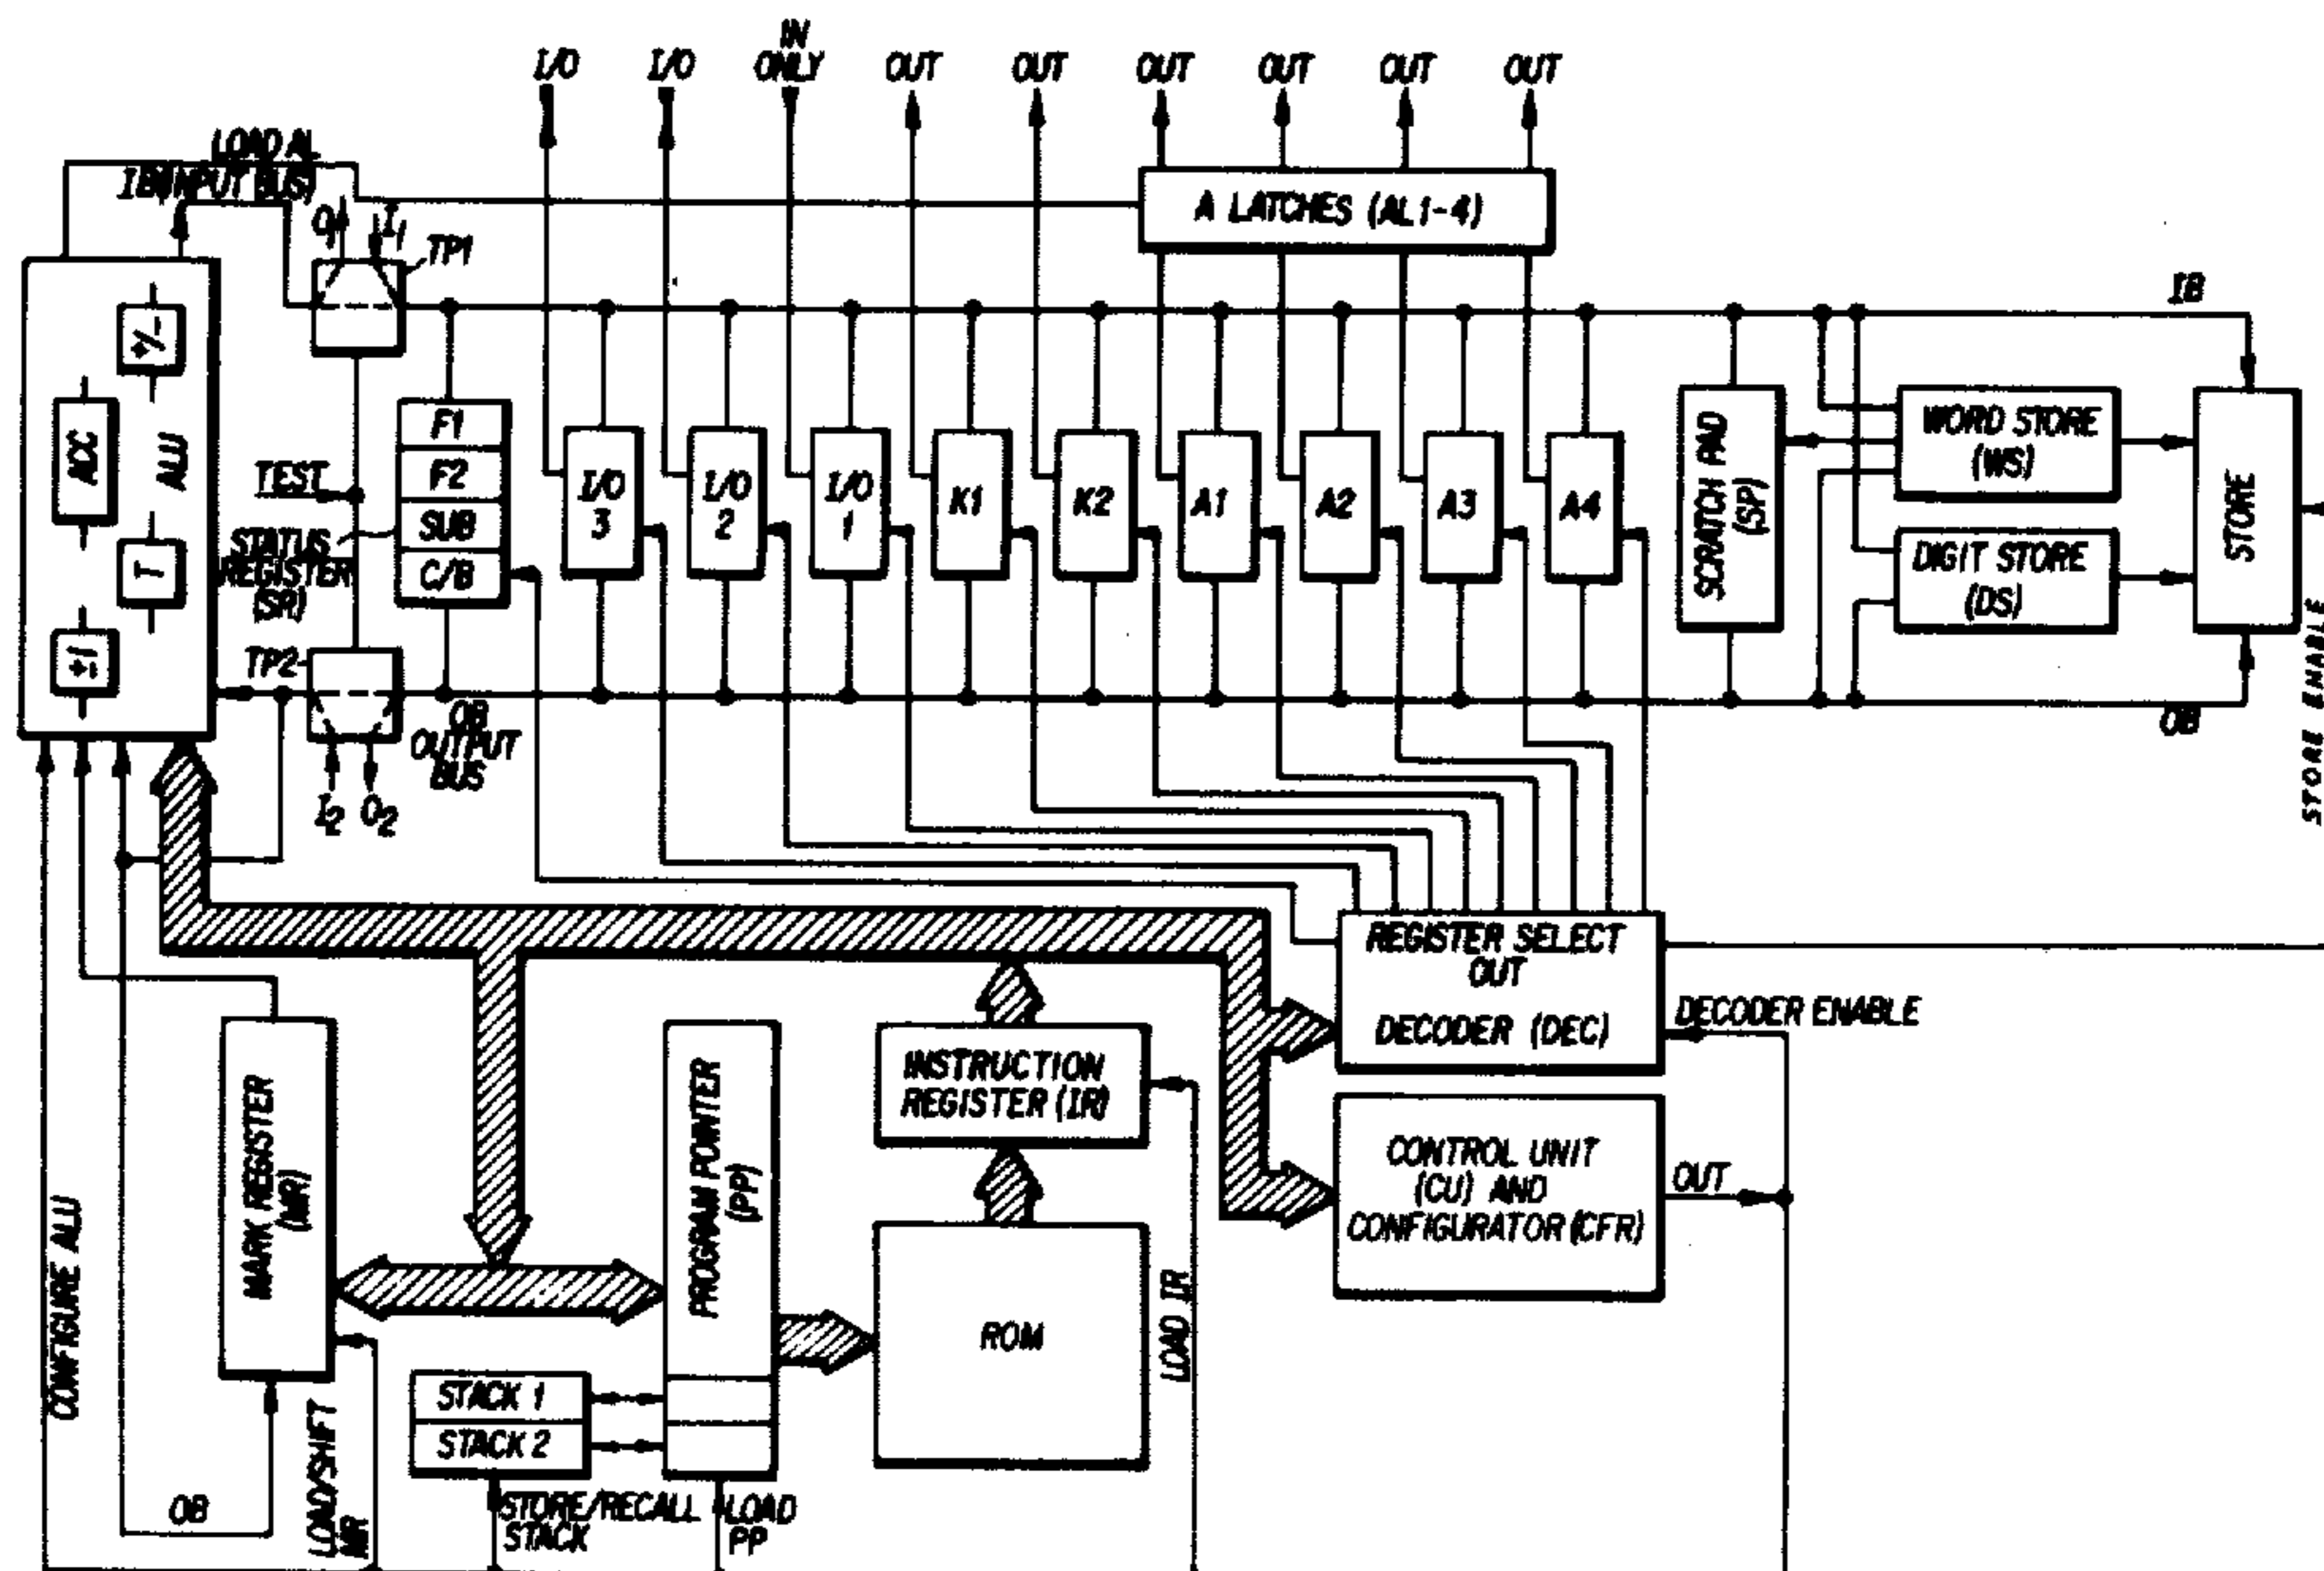 I/O
I/O
IN
ONLY
OUT
OUT
OUT
OUT
OUT
OUT
LOAD AL
IB (INPUT BUS)
O1
I1
TP1
A LATCHES (AL1-4)
IB
+/-
ACC
ALU
T
±1
TEST
STATUS
REGISTER
(SR)
F1
F2
SUB
C/B
I/O
3
I/O
2
I/O
1
K1
K2
A1
A2
A3
A4
SCRATCH PAD
(SP)
WORD STORE
(WS)
DIGIT STORE
(DS)
STORE
STORE ENABLE
TP2
OB
OUTPUT
BUS
I2
O2
OB
REGISTER SELECT
OUT
DECODER (DEC)
DECODER ENABLE
MARK REGISTER
(MR)
PROGRAM POINTER
(PP)
INSTRUCTION
REGISTER (IR)
CONTROL UNIT
(CU) AND
CONFIGURATOR (CFR)
OUT
CONFIGURE ALU
ROM
LOAD IR
STACK 1
STACK 2
OB
LOAD/SHIFT
MR
STORE/RECALL
STACK
LOAD
PP